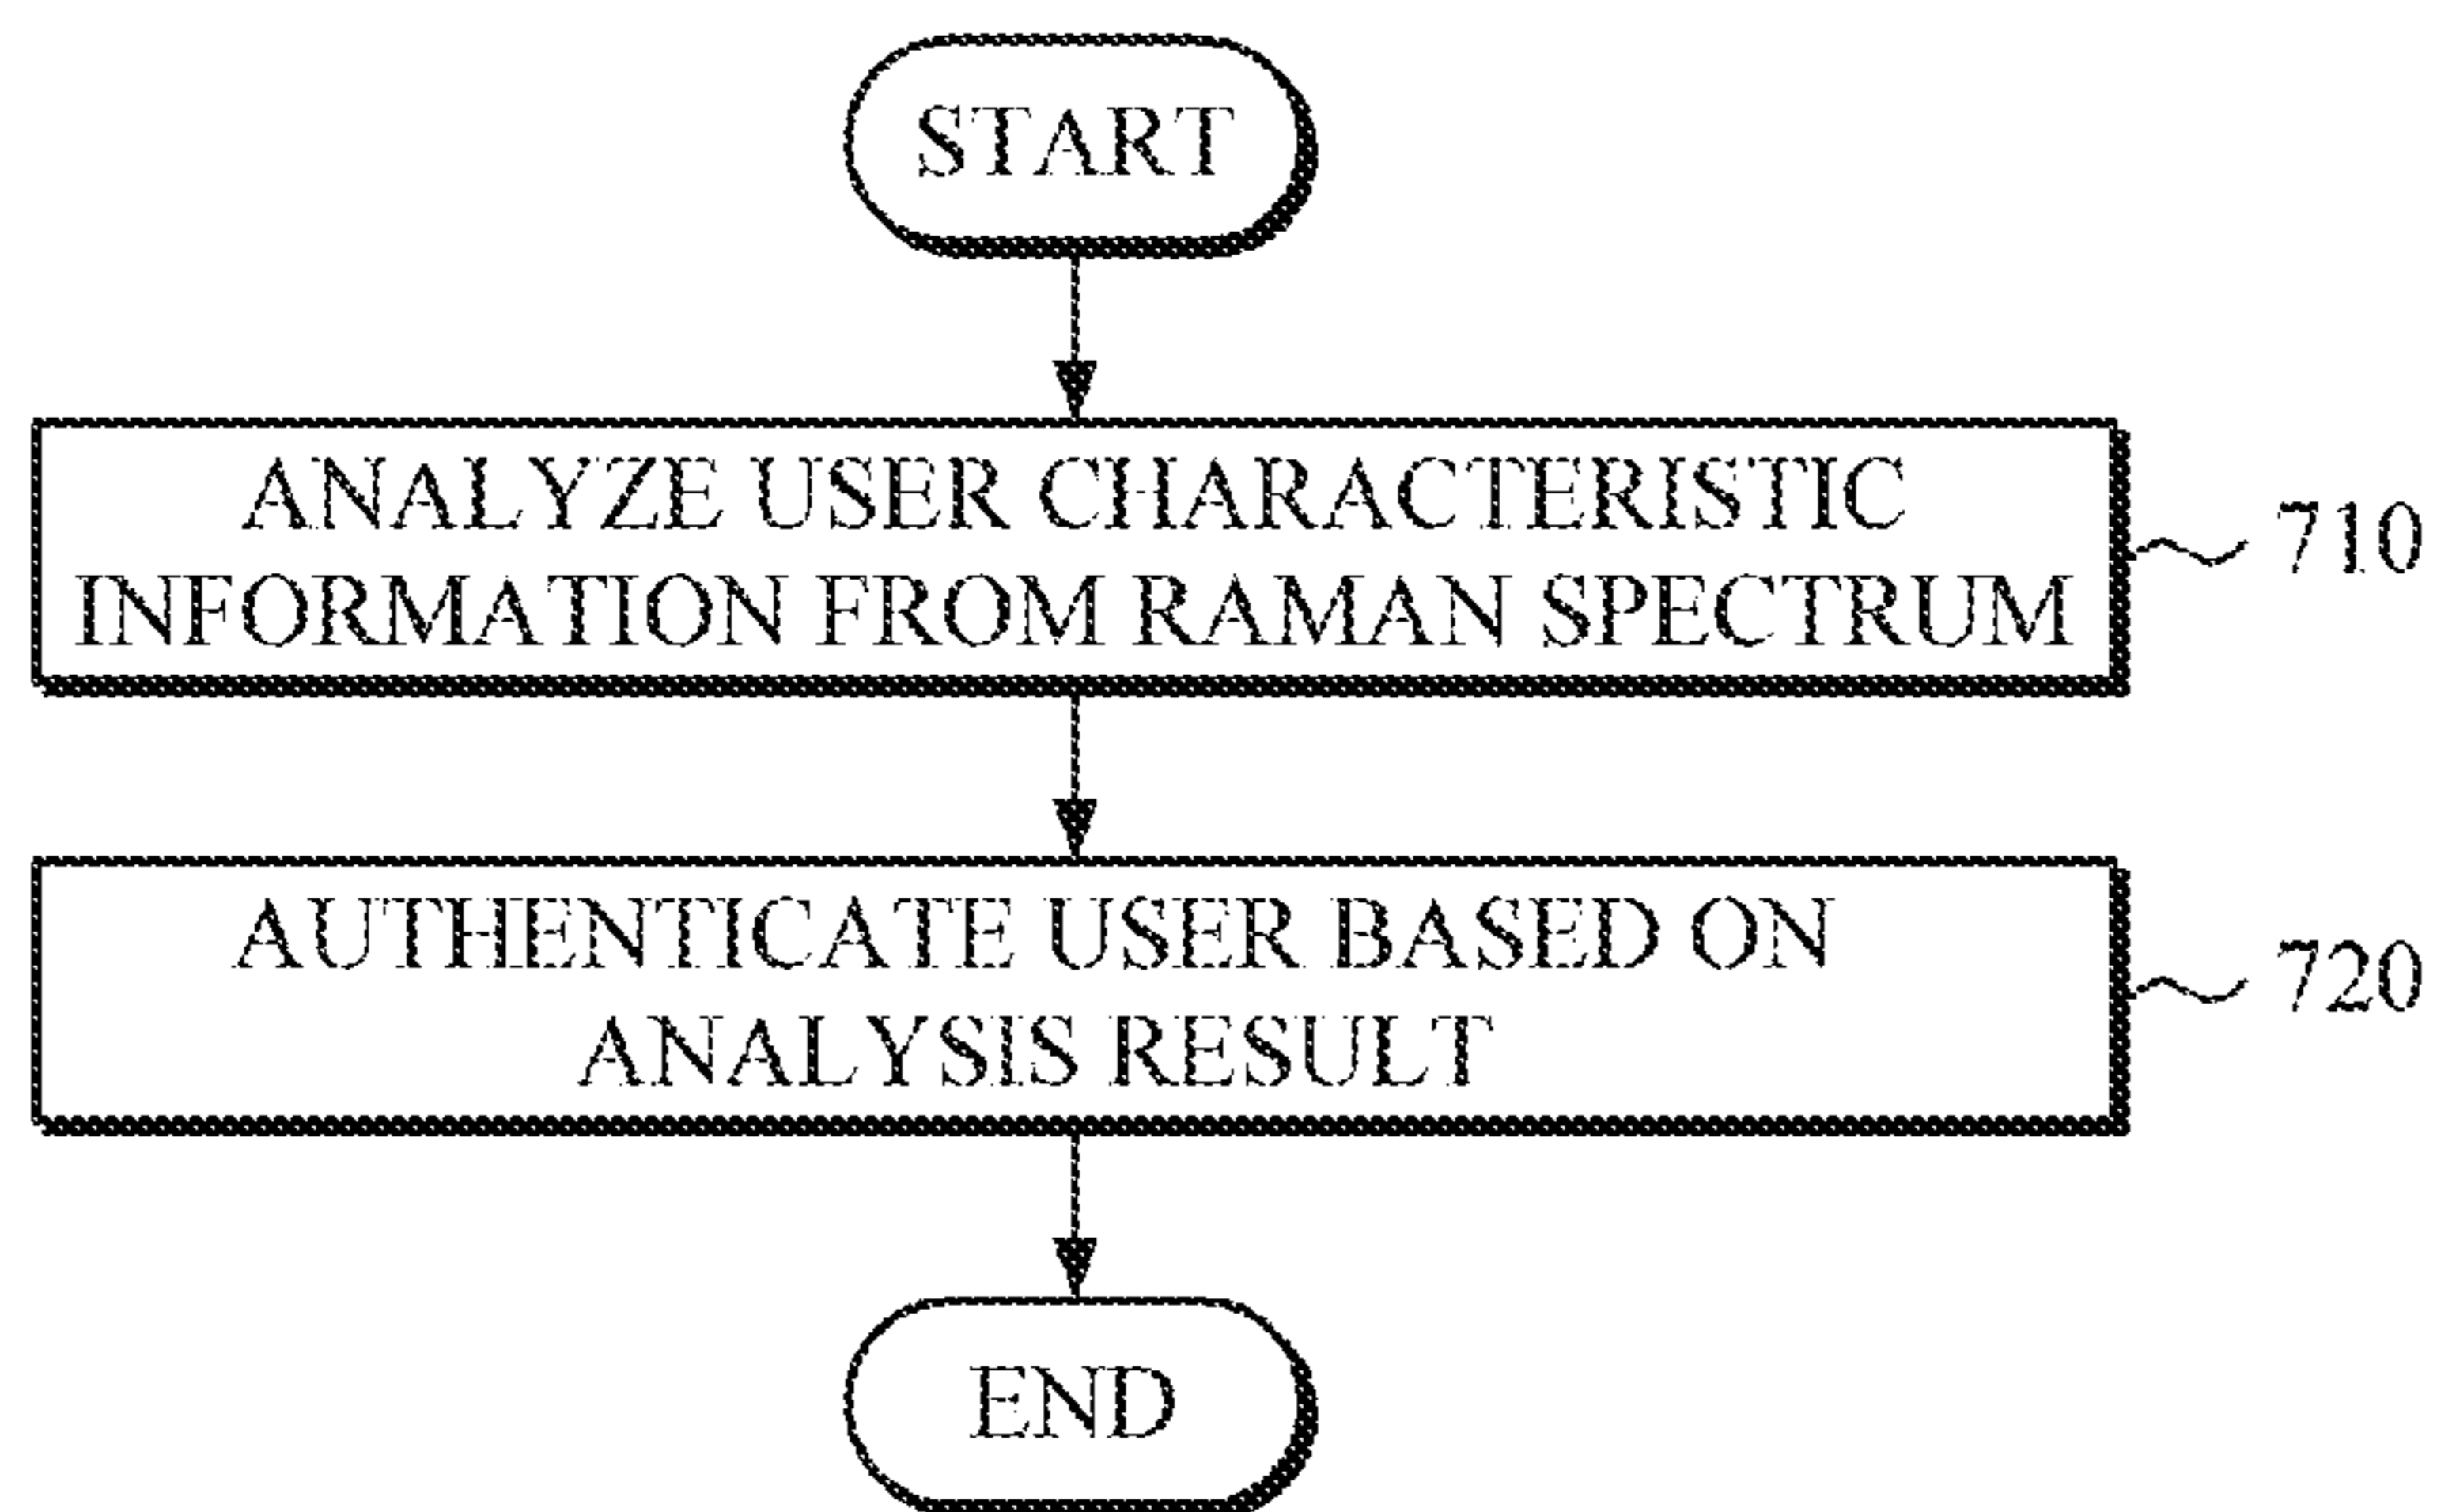 START
ANALYZE USER CHARACTERISTIC
INFORMATION FROM RAMAN SPECTRUM
710
AUTHENTICATE USER BASED ON
ANALYSIS RESULT
720
END